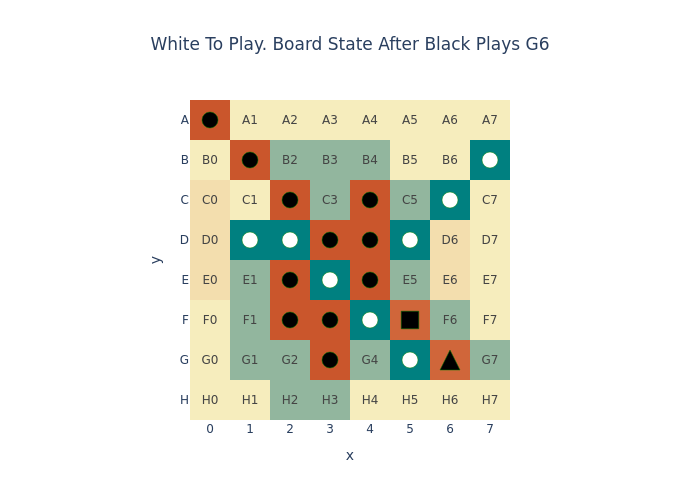 White To Play. Board State After Black Plays G6
A A1 A2 A3 A4 A5 A6 A7
B B0 B2 B3 B4 B5 B6
C C0 C1 C3 C5 C7
D D0 D6 D7
E E0 E1 E5 E6 E7
F F0 F1 F6 F7
G G0 G1 G2 G4 G7
H H0 H1 H2 H3 H4 H5 H6 H7
0 1 2 3 4 5 6 7
x
y